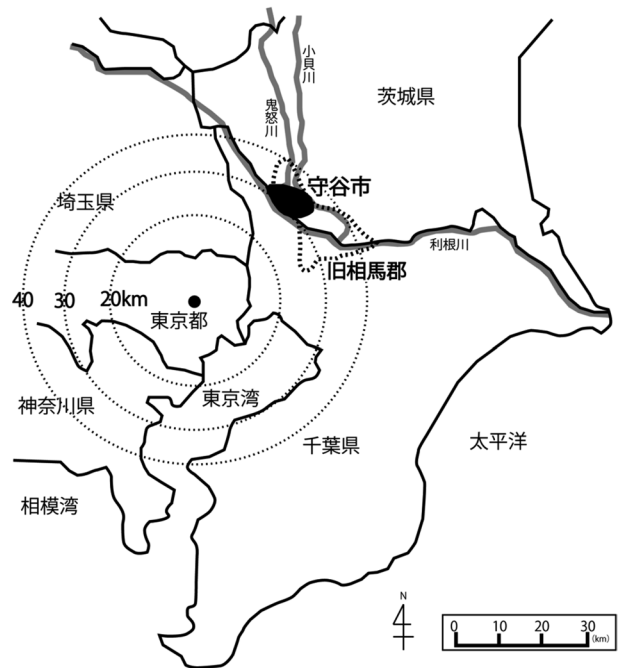 小貝川
鬼怒川
茨城県
守谷市
埼玉県
利根川
旧相馬郡
40 30 20km
東京都
神奈川県
東京湾
千葉県
太平洋
相模湾
N
0 10 20 30
(km)